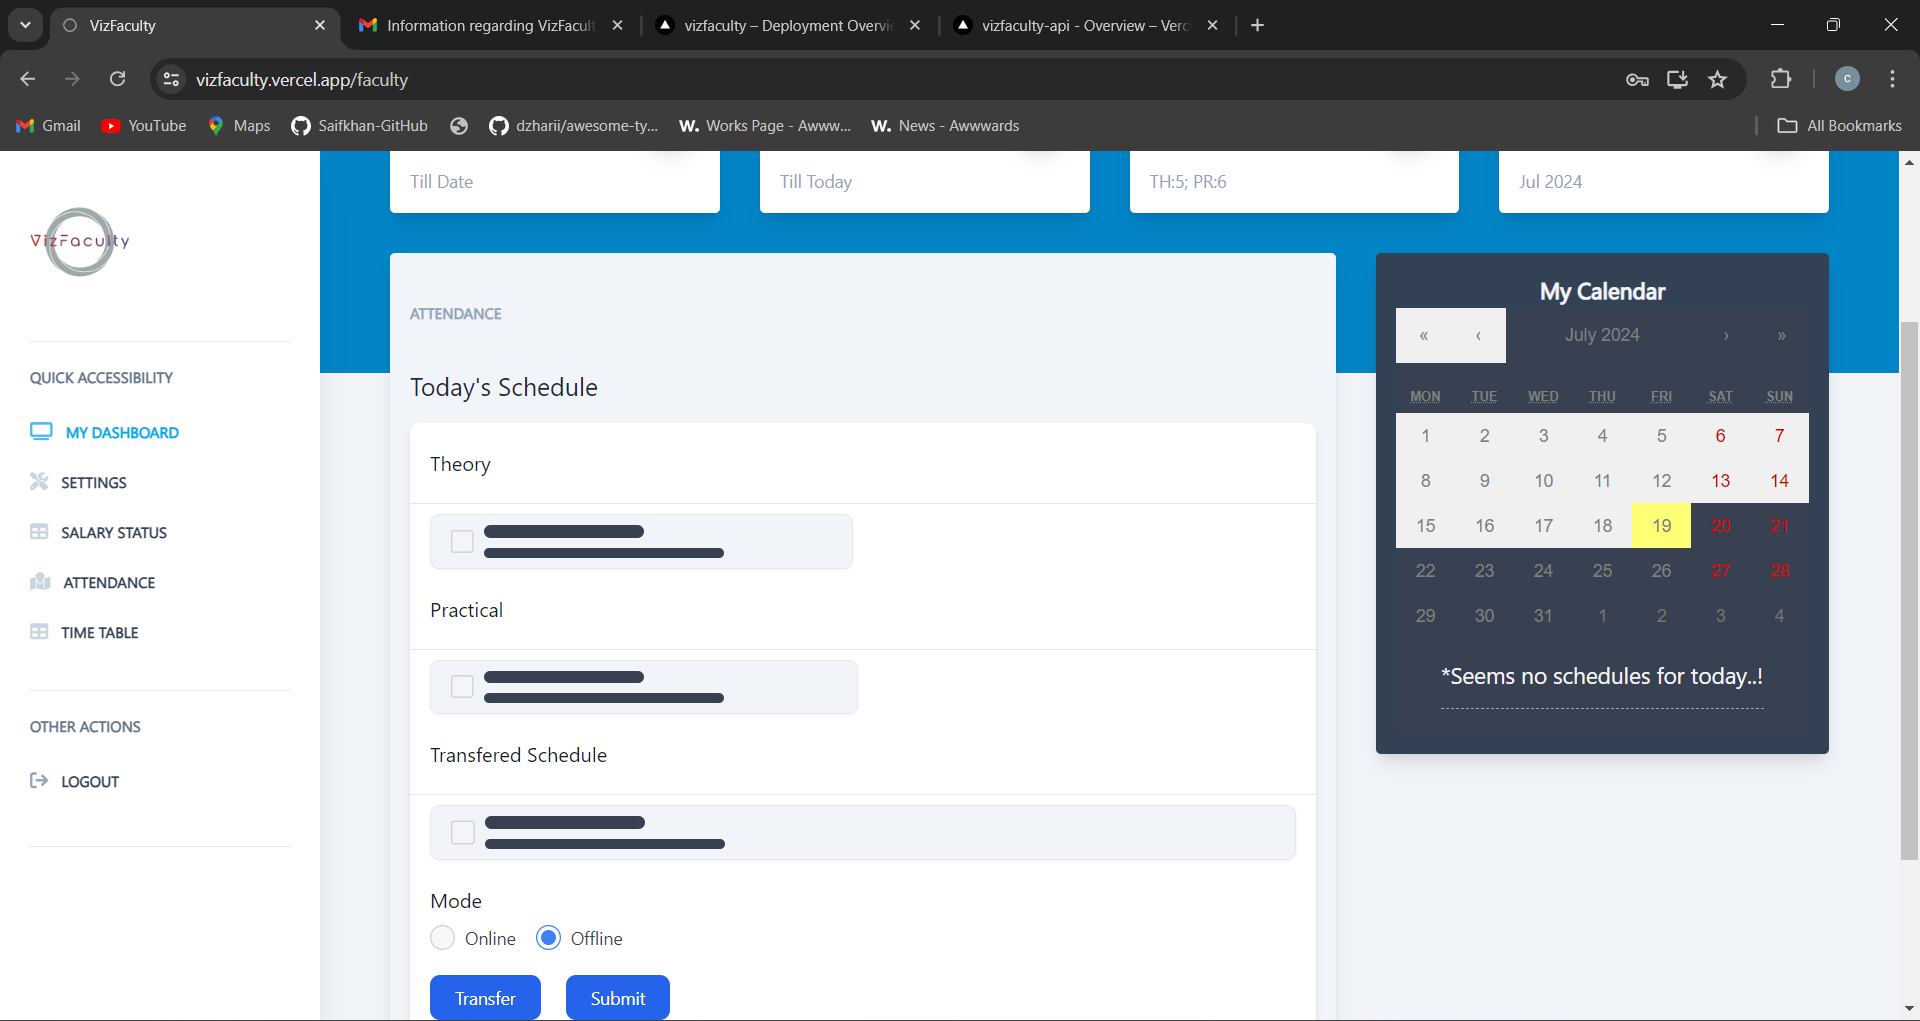 VizFaculty
Information regarding VizFacult
vizfaculty – Deployment Overvi
vizfaculty-api - Overview – Verc
vizfaculty.vercel.app/faculty
C
Gmail
YouTube
Maps
Saifkhan-GitHub
dzharii/awesome-ty...
W. Works Page - Awww...
W. News - Awwwards
All Bookmarks
VizFaculty
QUICK ACCESSIBILITY
MY DASHBOARD
SETTINGS
SALARY STATUS
ATTENDANCE
TIME TABLE
OTHER ACTIONS
LOGOUT
Till Date
Till Today
TH:5; PR:6
Jul 2024
ATTENDANCE
Today's Schedule
Theory
Practical
Transfered Schedule
Mode
Online Offline
Transfer Submit
My Calendar
« ‹ July 2024 › »
MON TUE WED THU FRI SAT SUN
1 2 3 4 5 6 7
8 9 10 11 12 13 14
15 16 17 18 19 20 21
22 23 24 25 26 27 28
29 30 31 1 2 3 4
*Seems no schedules for today..!